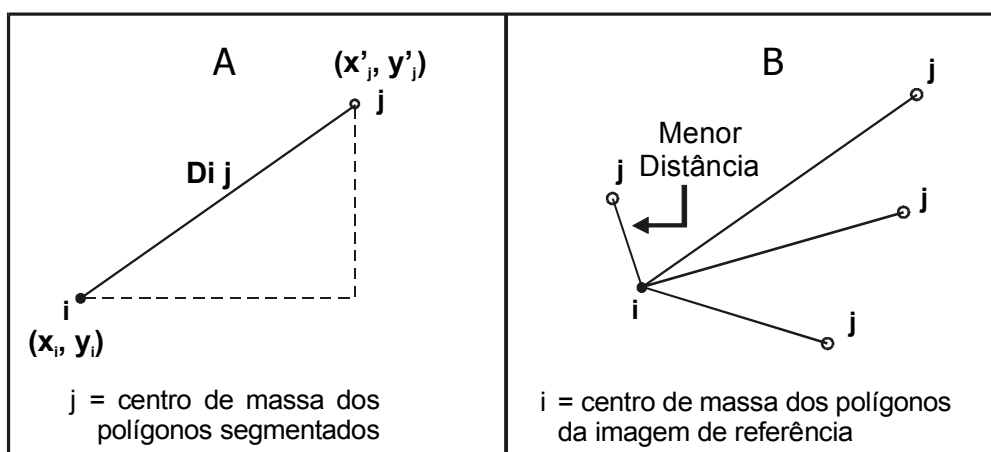 A
(x'j, y'j)
j
Di j
i
(xi, yi)
j = centro de massa dos
polígonos segmentados
B
j
Menor
Distância
j
j
i
j
i = centro de massa dos polígonos
da imagem de referência